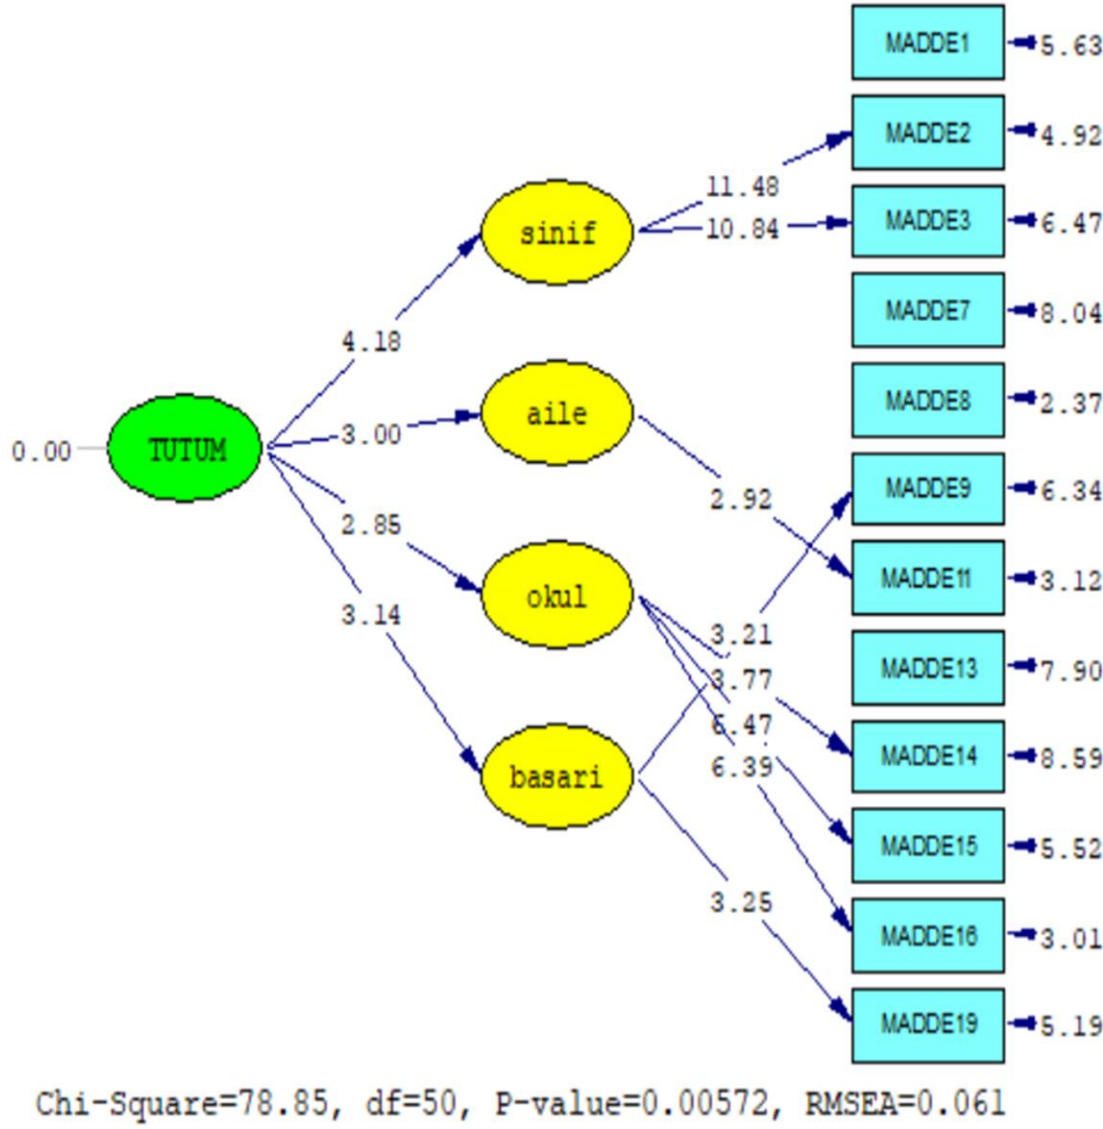 MADDE1
5.63
MADDE2
4.92
11.48
sinif
10.84
MADDE3
6.47
MADDE7
8.04
4.18
MADDE8
2.37
aile
3.00
TUTUM
0.00
MADDE9
6.34
2.92
2.85
MADDE11
3.12
okul
3.14
3.21
MADDE13
7.90
3.77
6.47
MADDE14
8.59
6.39
basari
MADDE15
5.52
3.25
MADDE16
3.01
MADDE19
5.19
Chi-Square=78.85, df=50, P-value=0.00572, RMSEA=0.061